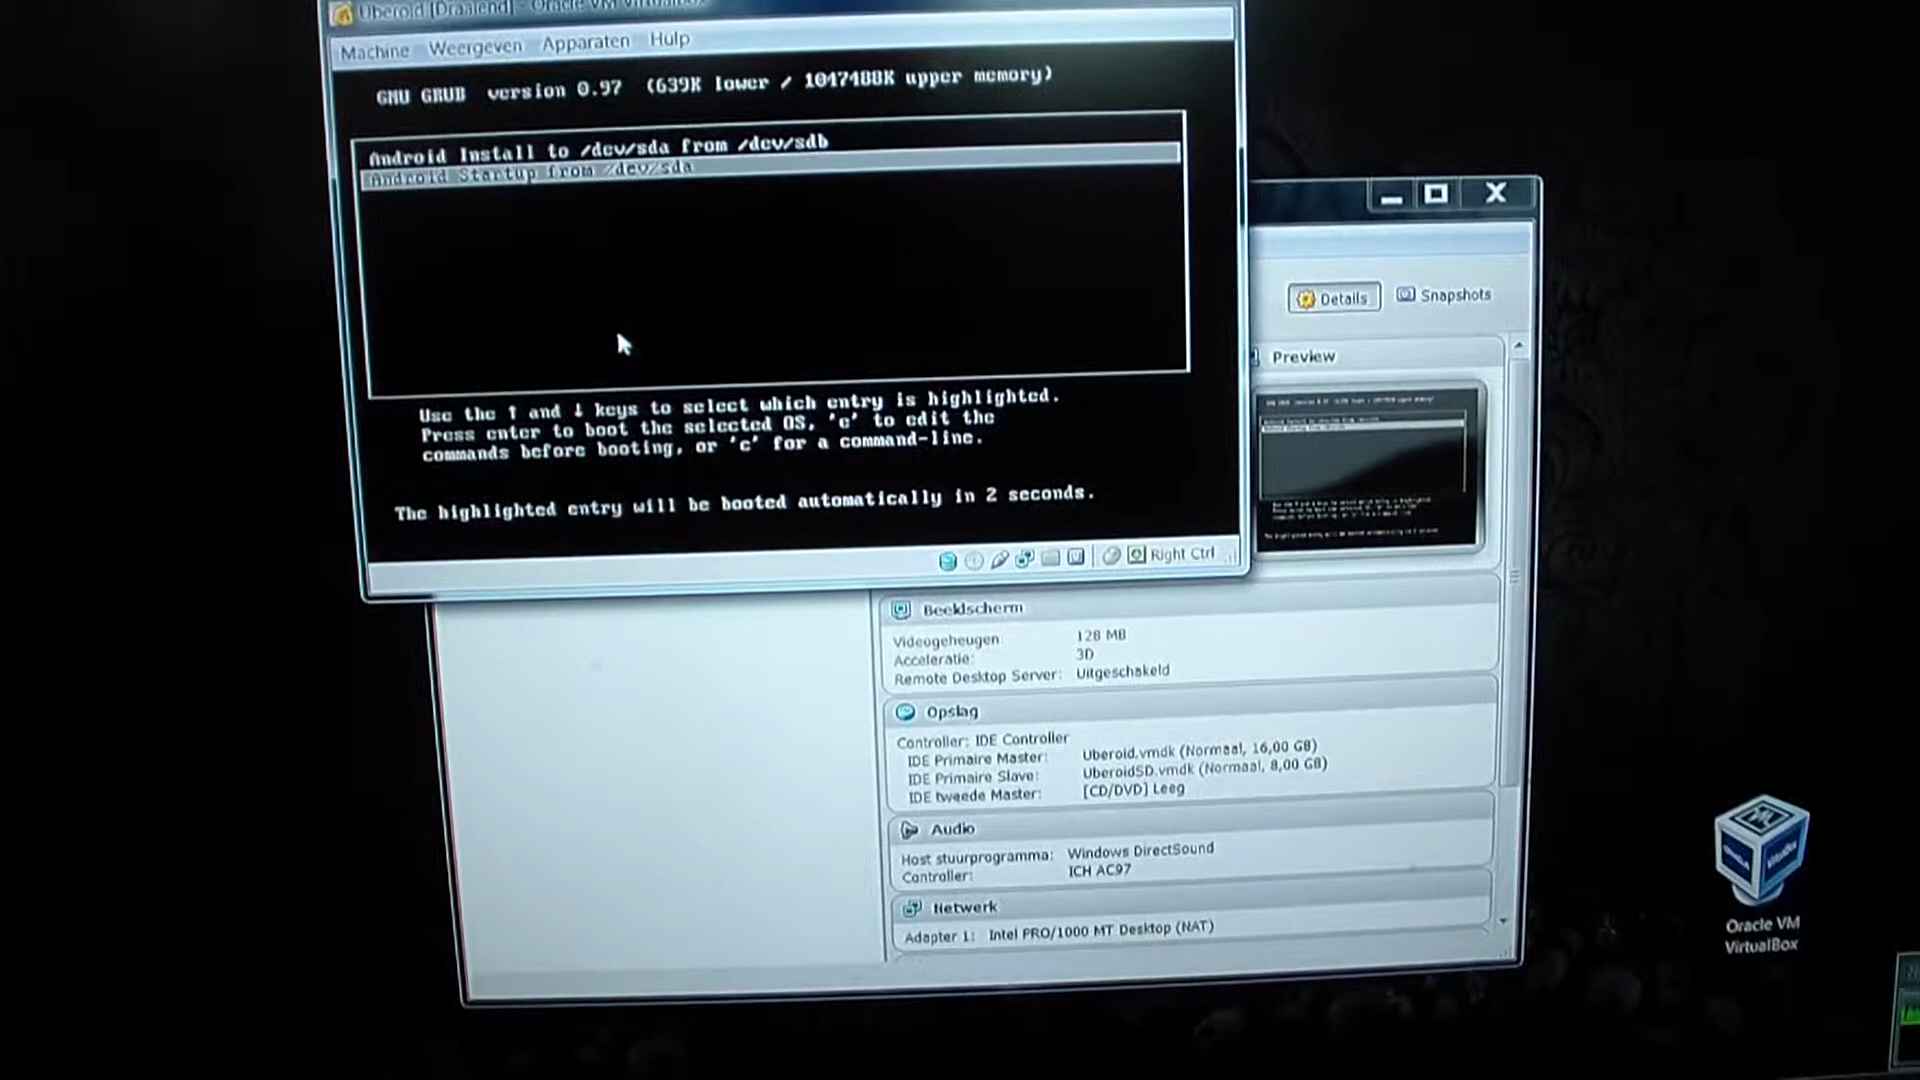 Uberoid [Draaiend] - Oracle VM VirtualBox
Machine Weergeven Apparaten Hulp
GNU GRUB version 0.97 (639K lower / 1047488K upper memory)
Android Install to /dev/sda from /dev/sdb
Android Startup from /dev/sda
Use the ↑ and ↓ keys to select which entry is highlighted.
Press enter to boot the selected OS, 'e' to edit the
commands before booting, or 'c' for a command-line.
The highlighted entry will be booted automatically in 2 seconds.
Right Ctrl
Details Snapshots
Preview
Beeldscherm
Videogeheugen: 128 MB
Acceleratie: 3D
Remote Desktop Server: Uitgeschakeld
Opslag
Controller: IDE Controller
IDE Primaire Master: Uberoid.vmdk (Normaal, 16,00 GB)
IDE Primaire Slave: UberoidSD.vmdk (Normaal, 8,00 GB)
IDE tweede Master: [CD/DVD] Leeg
Audio
Host stuurprogramma: Windows DirectSound
Controller: ICH AC97
Netwerk
Adapter 1: Intel PRO/1000 MT Desktop (NAT)
Oracle VM
VirtualBox